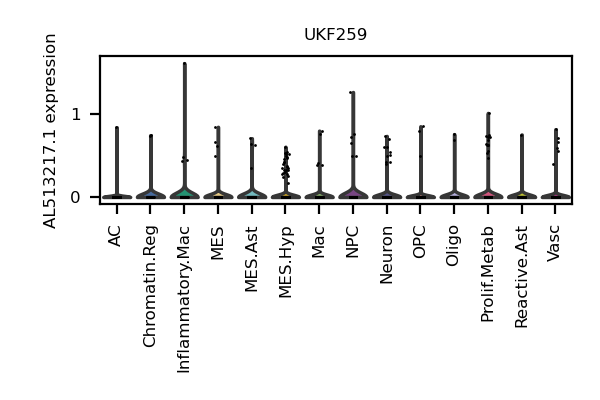 UKF259
AL513217.1 expression
1
0
AC
Chromatin.Reg
Inflammatory.Mac
MES
MES.Ast
MES.Hyp
Mac
NPC
Neuron
OPC
Oligo
Prolif.Metab
Reactive.Ast
Vasc